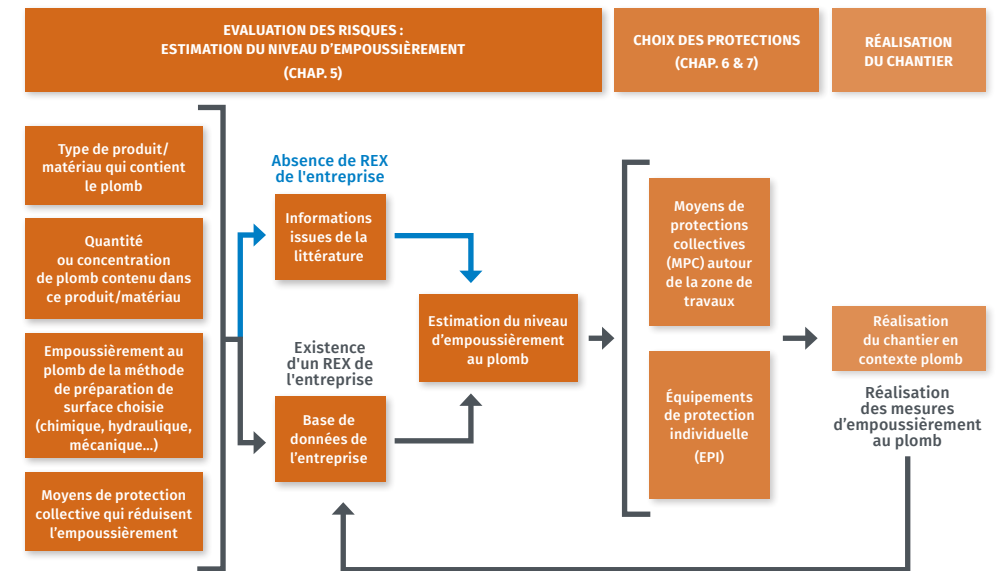 EVALUATION DES RISQUES :
ESTIMATION DU NIVEAU D’EMPOUSSIÈREMENT
(CHAP. 5)
CHOIX DES PROTECTIONS
(CHAP. 6 & 7)
RÉALISATION
DU CHANTIER
Type de produit/
matériau qui contient
le plomb
Quantité
ou concentration
de plomb contenu dans
ce produit/matériau
Empoussièrement au
plomb de la méthode
de préparation de
surface choisie
(chimique, hydraulique,
mécanique…)
Moyens de protection
collective qui réduisent
l’empoussièrement
Absence de REX
de l'entreprise
Informations
issues de la
littérature
Existence
d'un REX de
l'entreprise
Base de
données de
l’entreprise
Estimation du niveau
d’empoussièrement
au plomb
Moyens de
protections
collectives
(MPC) autour
de la zone de
travaux
Équipements
de protection
individuelle
(EPI)
Réalisation
du chantier en
contexte plomb
Réalisation
des mesures
d’empoussièrement
au plomb